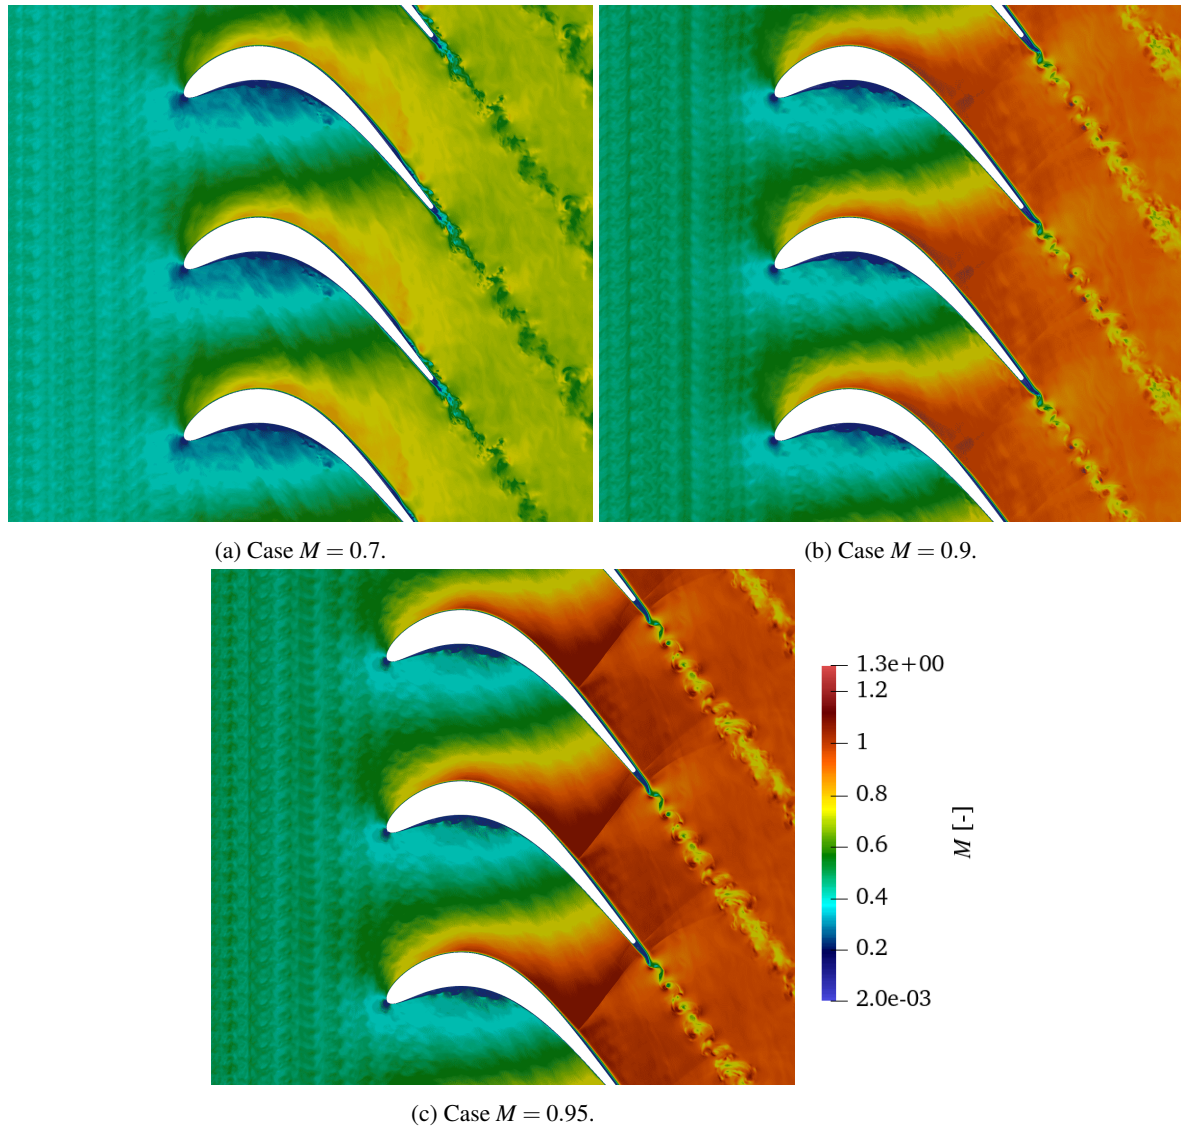 (a) Case M = 0.7.
(b) Case M = 0.9.
1.3e+00
1.2
1
0.8
0.6
0.4
0.2
2.0e-03
M [-]
(c) Case M = 0.95.